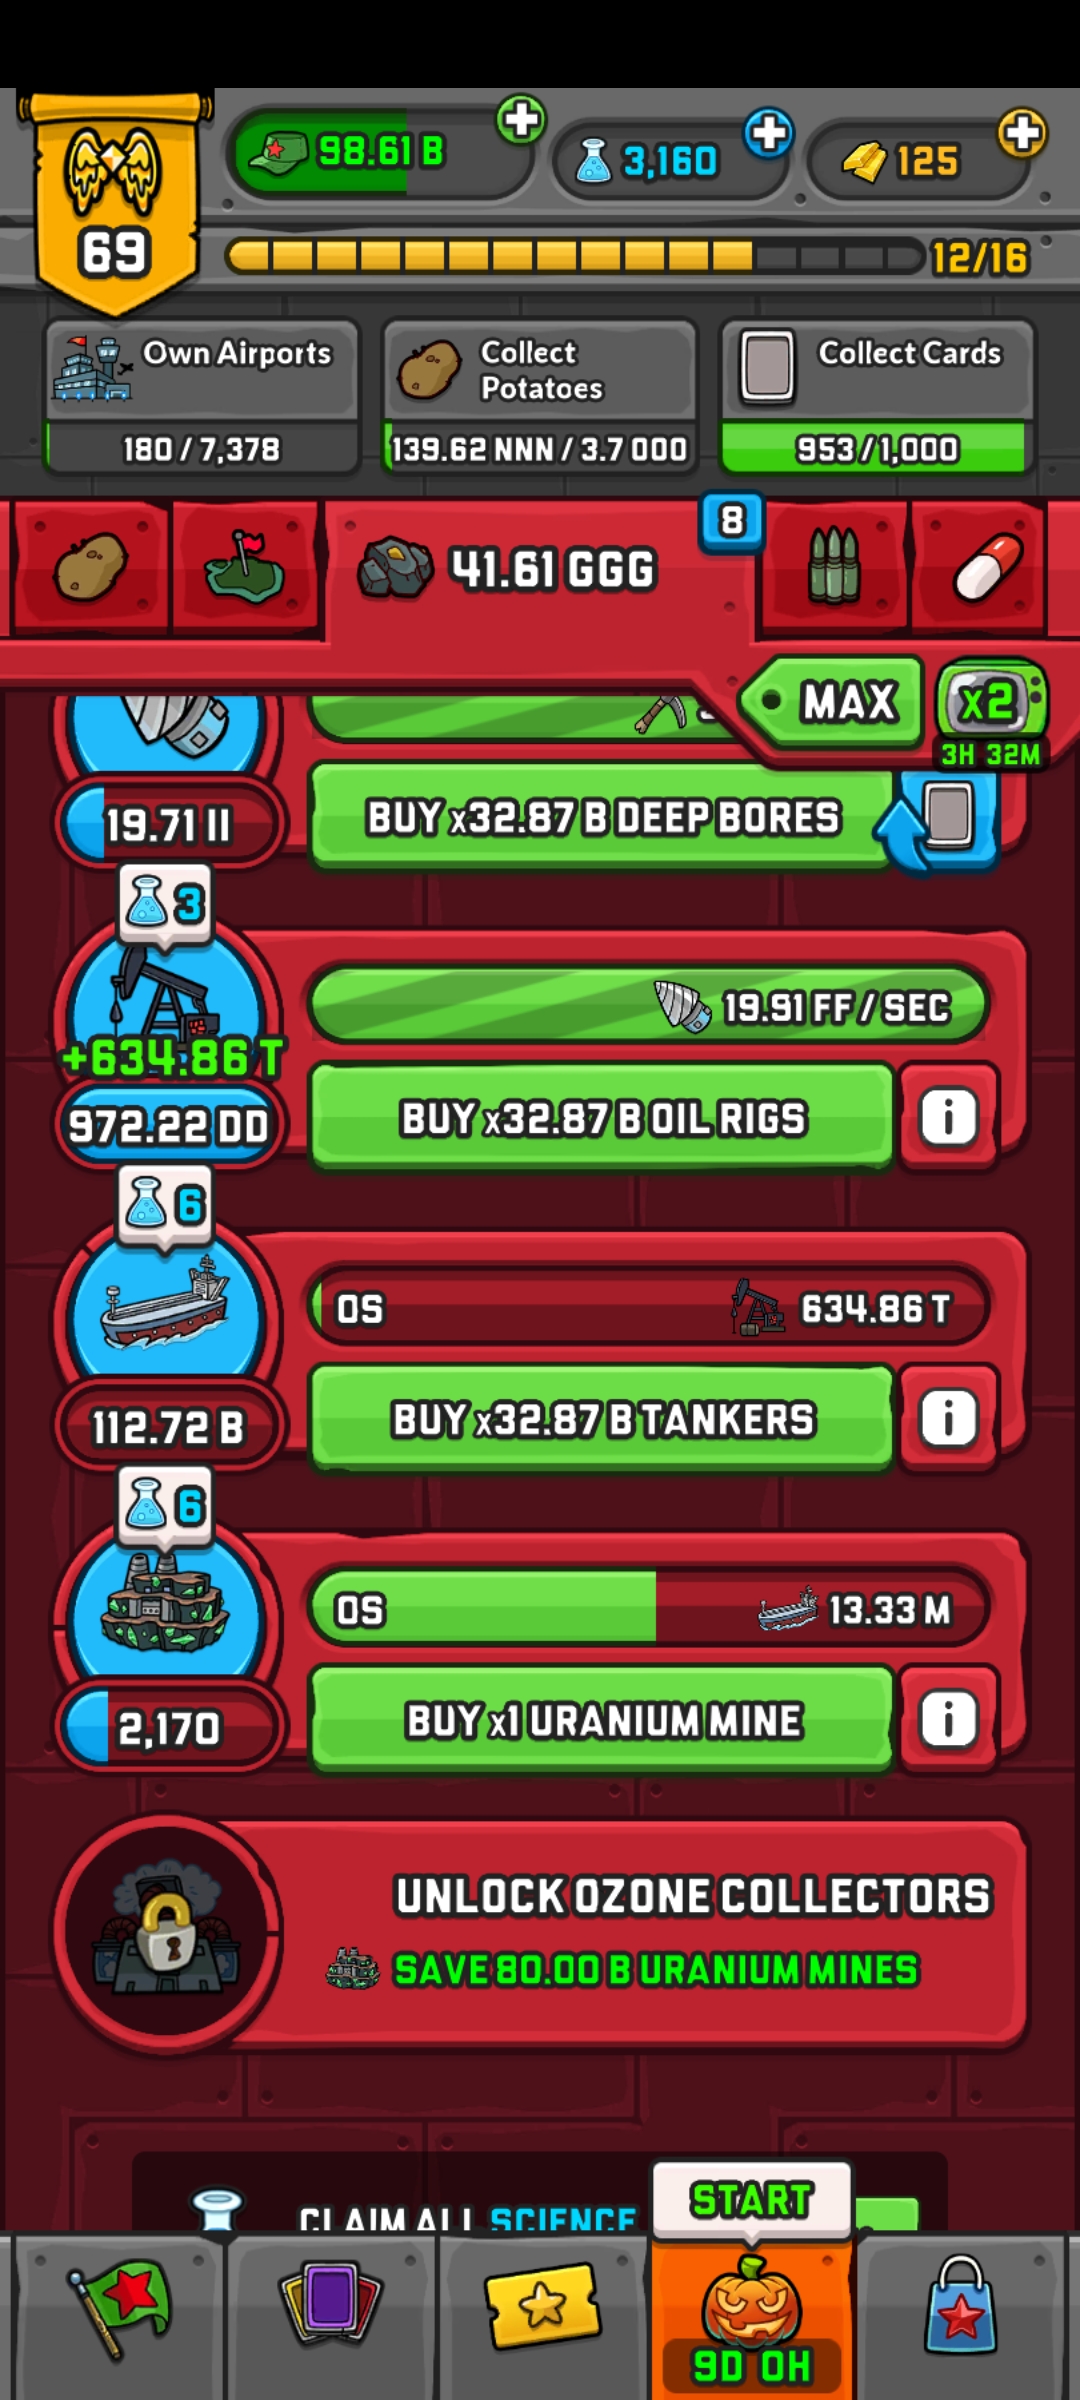 98.61 B
3,160
125
69
12/16
Own Airports
180 / 7,378
Collect
Potatoes
139.62 NNN / 3.7 OOO
Collect Cards
953 / 1,000
41.61 GGG
8
MAX
x2
3H 32M
19.71 II
BUY x32.87 B DEEP BORES
3
+634.86 T
972.22 DD
19.91 FF / SEC
BUY x32.87 B OIL RIGS
i
6
112.72 B
0S
634.86 T
BUY x32.87 B TANKERS
i
6
2,170
0S
13.33 M
BUY x1 URANIUM MINE
i
UNLOCK OZONE COLLECTORS
SAVE 80.00 B URANIUM MINES
CLAIM ALL SCIENCE
START
9D 0H